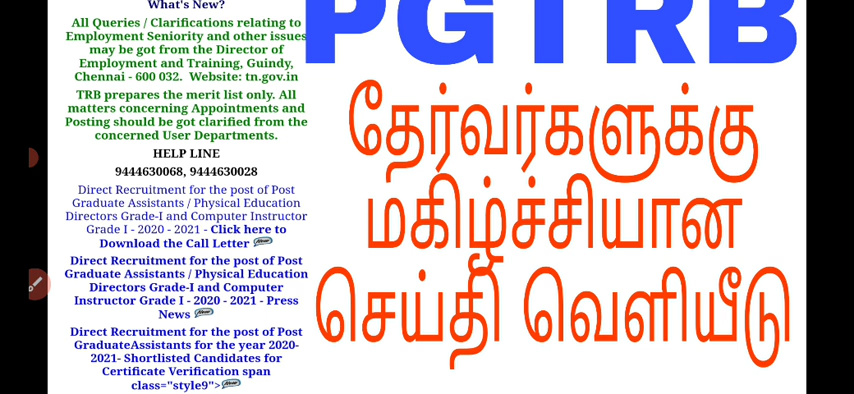 What's New?
All Queries / Clarifications relating to
Employment Seniority and other issues
may be got from the Director of
Employment and Training, Guindy,
Chennai - 600 032. Website: tn.gov.in
TRB prepares the merit list only. All
matters concerning Appointments and
Posting should be got clarified from the
concerned User Departments.
HELP LINE
9444630068, 9444630028
Direct Recruitment for the post of Post
Graduate Assistants / Physical Education
Directors Grade-I and Computer Instructor
Grade I - 2020 - 2021 - Click here to
Download the Call Letter New
Direct Recruitment for the post of Post
Graduate Assistants / Physical Education
Directors Grade-I and Computer
Instructor Grade I - 2020 - 2021 - Press
News New
Direct Recruitment for the post of Post
GraduateAssistants for the year 2020-
2021- Shortlisted Candidates for
Certificate Verification span
class="style9"> New
PGTRB
தேர்வர்களுக்கு
மகிழ்ச்சியான
செய்தி வெளியீடு